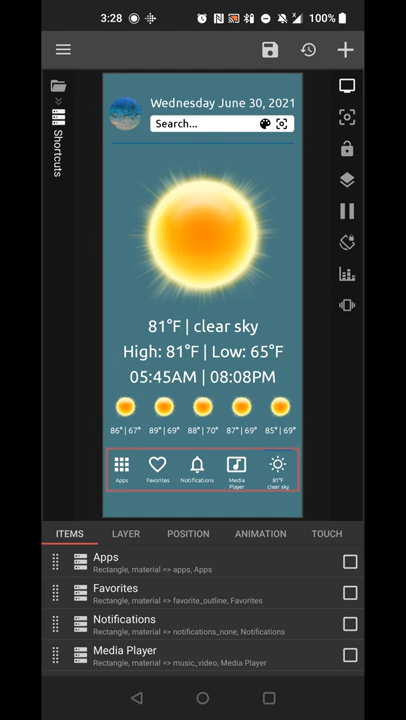 3:28
100%
Shortcuts
Wednesday June 30, 2021
Search...
81°F | clear sky
High: 81°F | Low: 65°F
05:45AM | 08:08PM
86° | 67° 89° | 69° 88° | 70° 87° | 69° 85° | 69°
Apps Favorites Notifications Media Player 81°F clear sky
ITEMS LAYER POSITION ANIMATION TOUCH
Apps
Rectangle, material => apps, Apps
Favorites
Rectangle, material => favorite_outline, Favorites
Notifications
Rectangle, material => notifications_none, Notifications
Media Player
Rectangle, material => music_video, Media Player